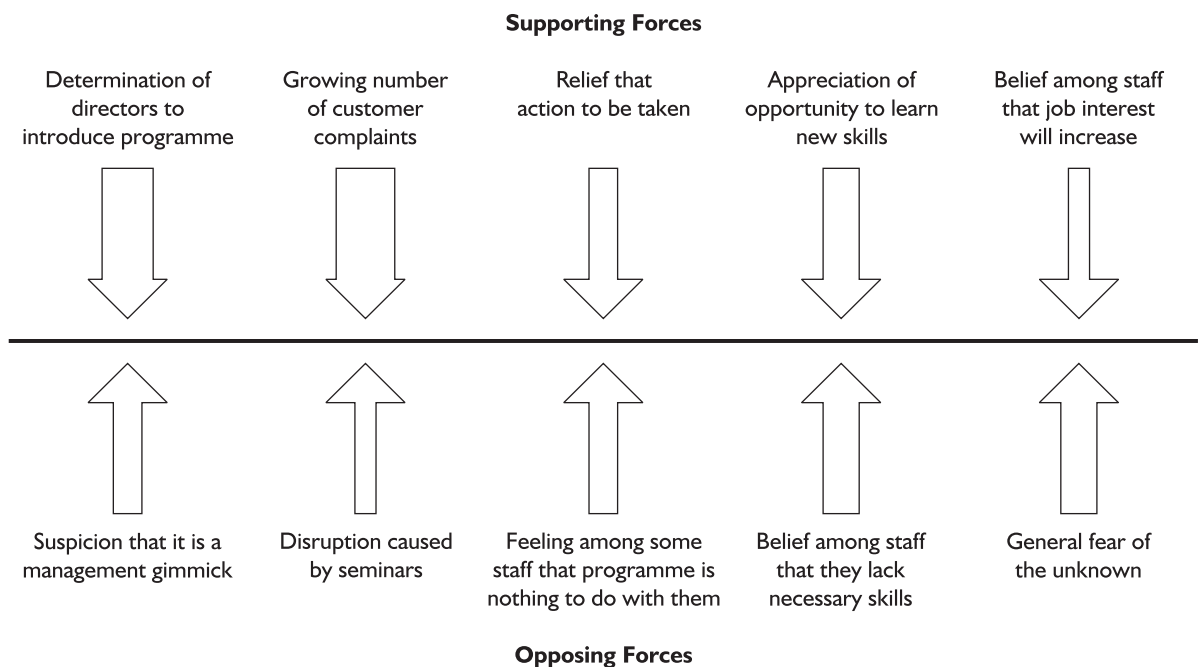 Supporting Forces
Determination of
directors to
introduce programme
Growing number
of customer
complaints
Relief that
action to be taken
Appreciation of
opportunity to learn
new skills
Belief among staff
that job interest
will increase
Suspicion that it is a
management gimmick
Disruption caused
by seminars
Feeling among some
staff that programme is
nothing to do with them
Belief among staff
that they lack
necessary skills
General fear of
the unknown
Opposing Forces